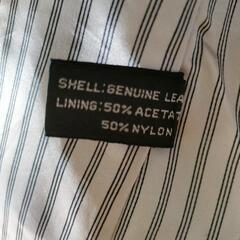 SHELL:GENUINE LEA
LINING:50% ACETAT
50% NYLON